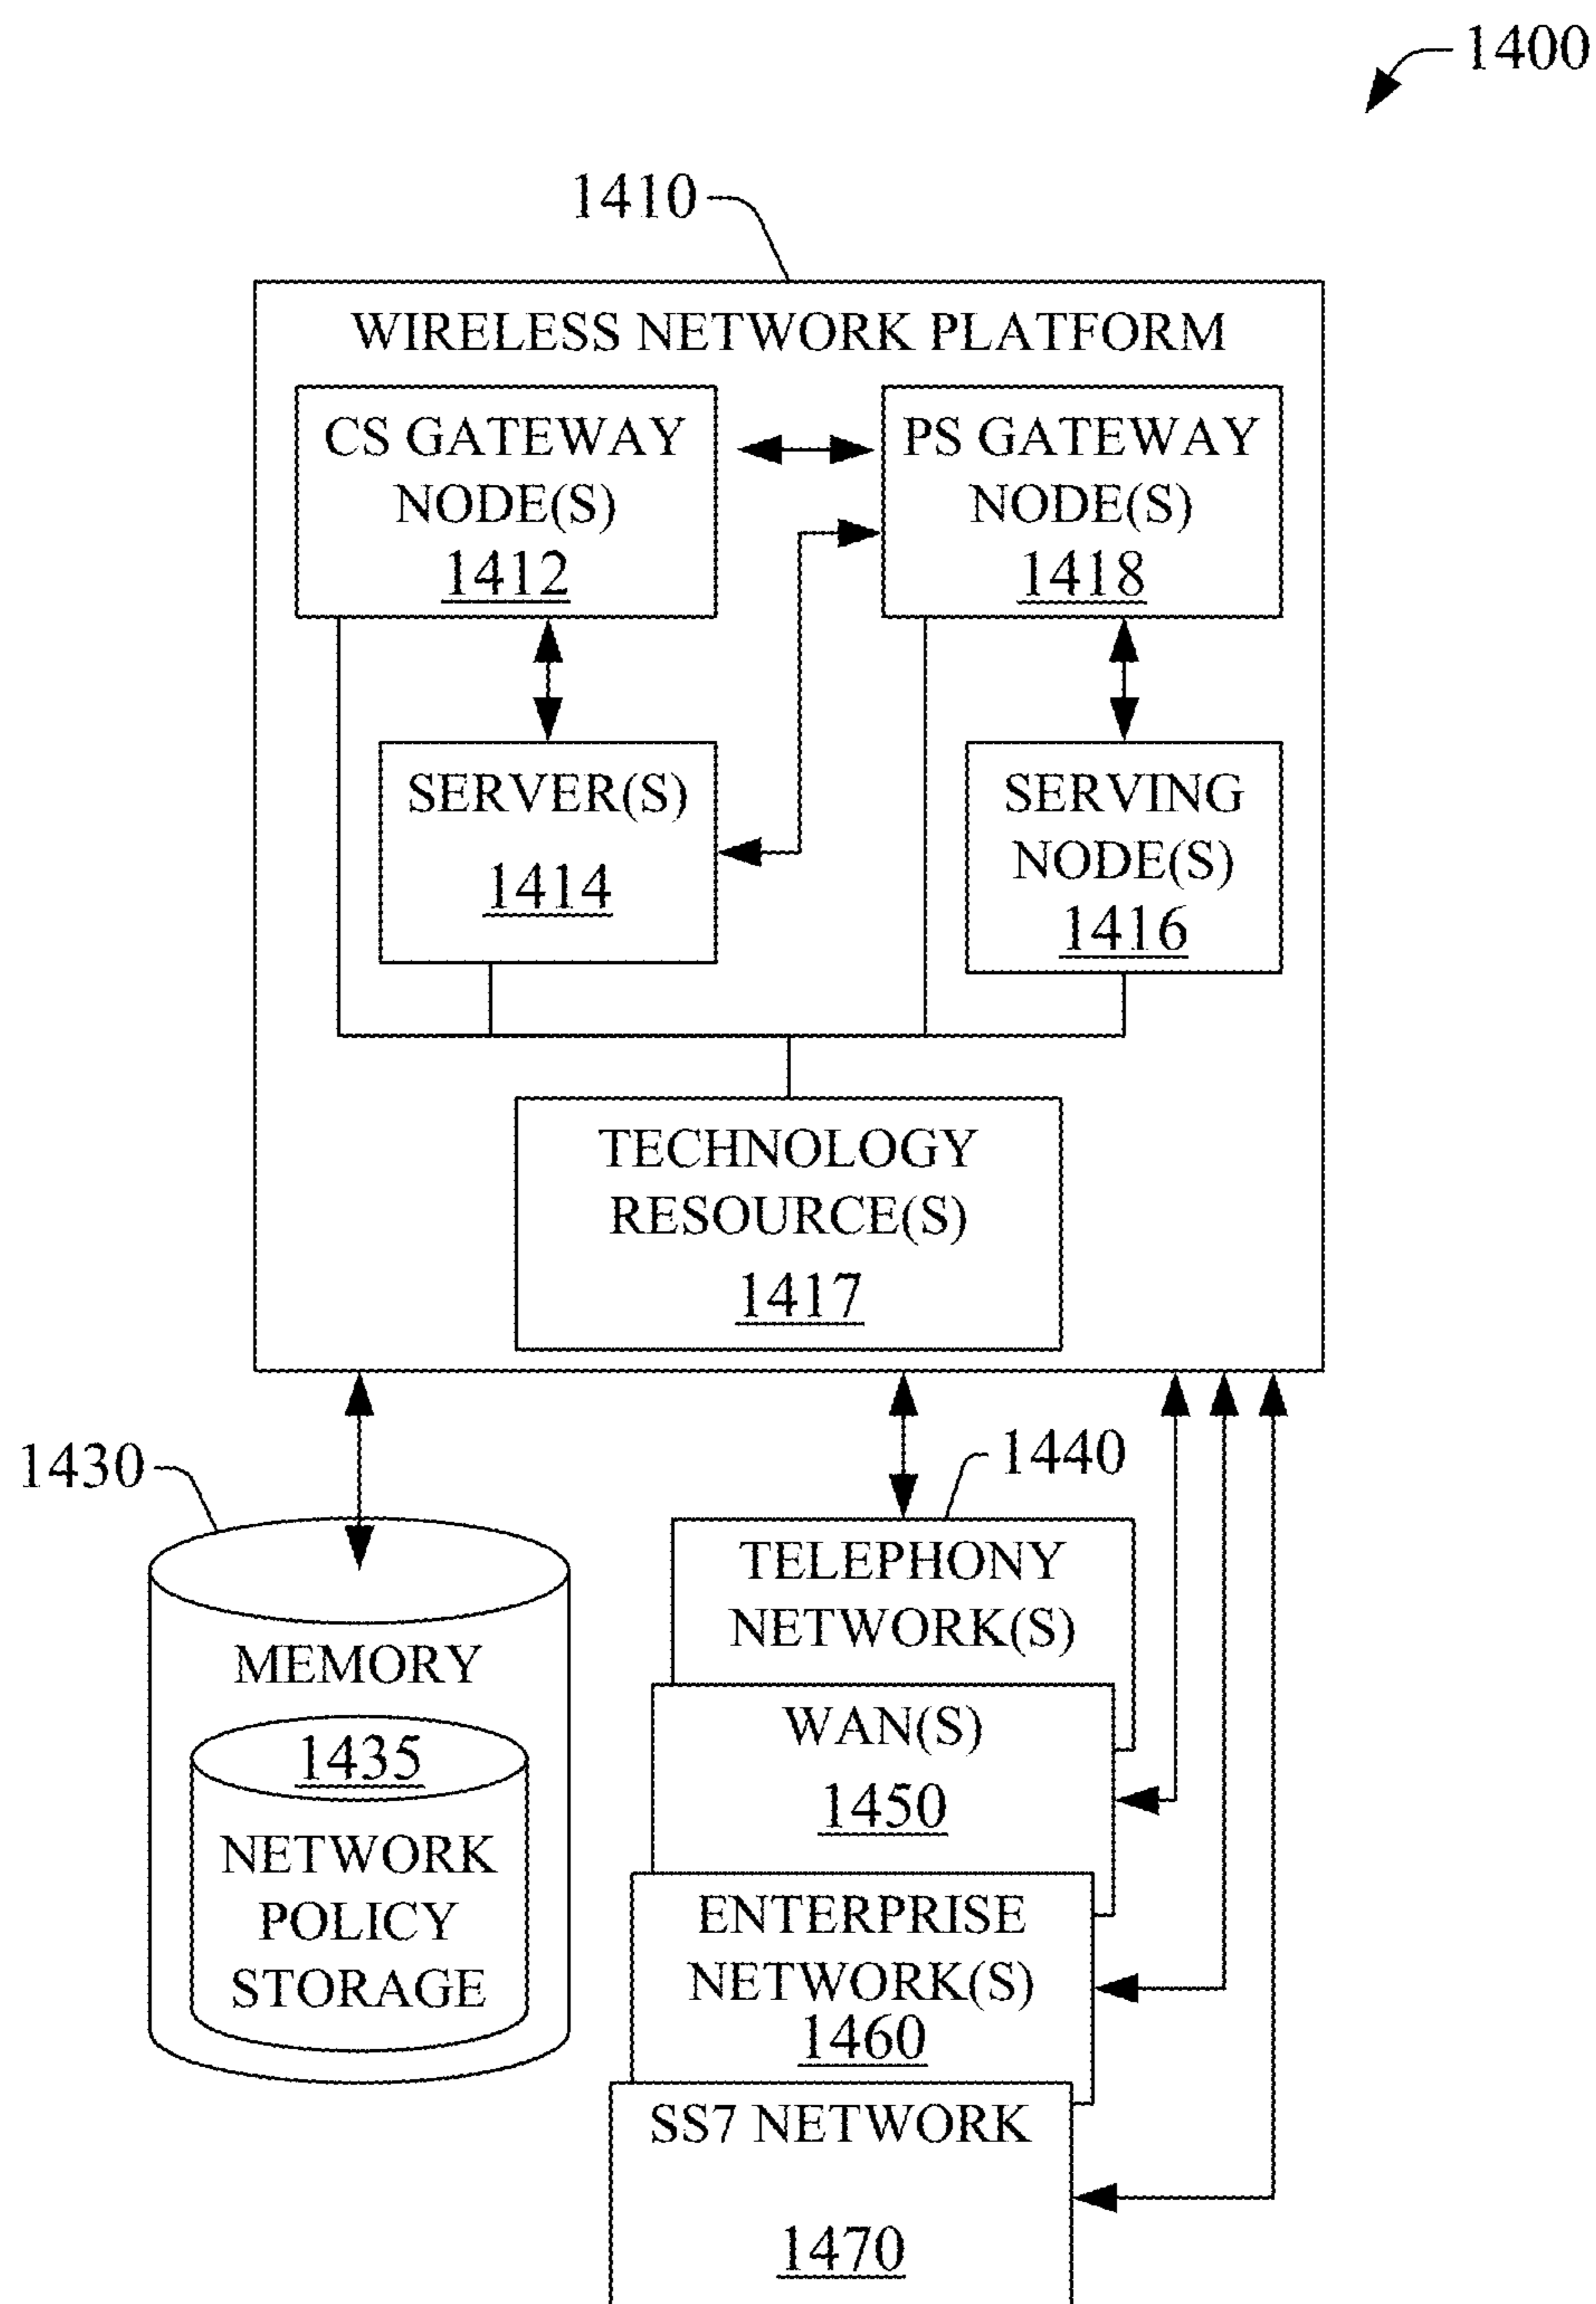 1400
1410
WIRELESS NETWORK PLATFORM
CS GATEWAY
NODE(S)
1412
PS GATEWAY
NODE(S)
1418
SERVER(S)
1414
SERVING
NODE(S)
1416
TECHNOLOGY
RESOURCE(S)
1417
1430
MEMORY
1435
NETWORK
POLICY
STORAGE
1440
TELEPHONY
NETWORK(S)
WAN(S)
1450
ENTERPRISE
NETWORK(S)
1460
SS7 NETWORK
1470